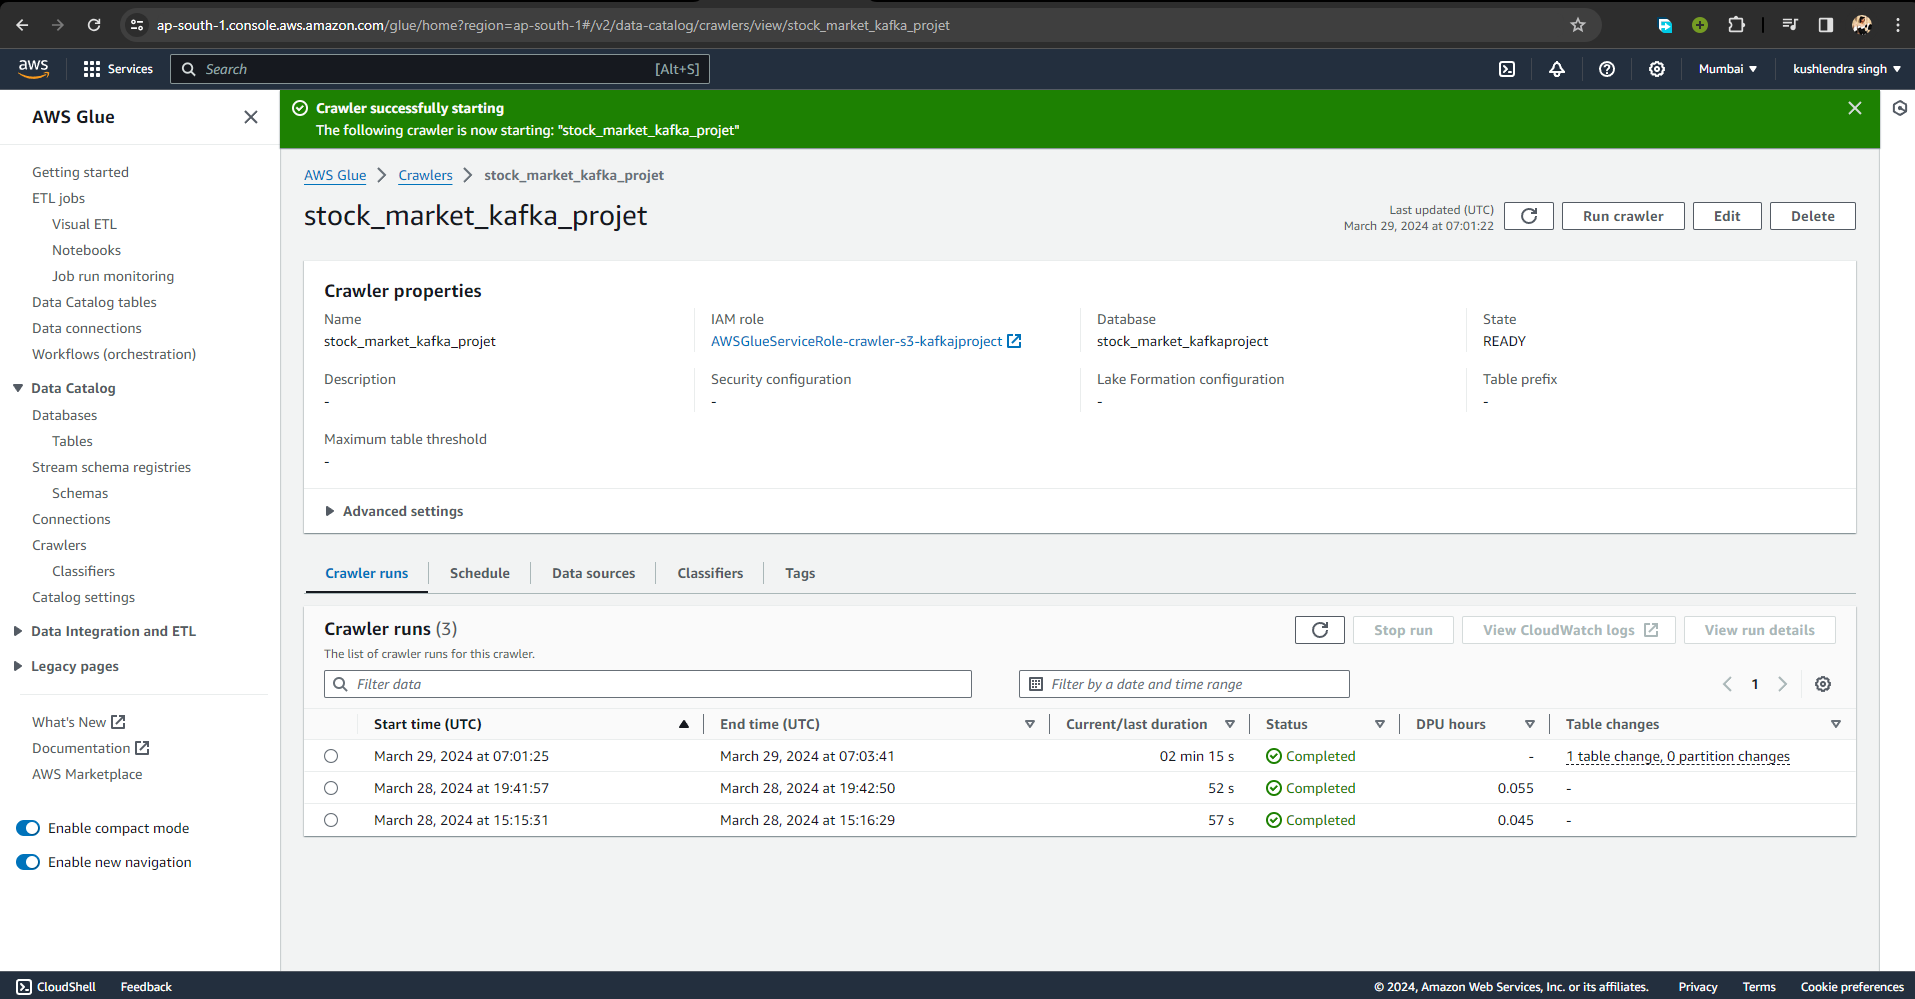 ap-south-1.console.aws.amazon.com/glue/home?region=ap-south-1#/v2/data-catalog/crawlers/view/stock_market_kafka_projet
aws
Services
Search
[Alt+S]
Mumbai
kushlendra singh
AWS Glue
Getting started
ETL jobs
Visual ETL
Notebooks
Job run monitoring
Data Catalog tables
Data connections
Workflows (orchestration)
Data Catalog
Databases
Tables
Stream schema registries
Schemas
Connections
Crawlers
Classifiers
Catalog settings
Data Integration and ETL
Legacy pages
What's New
Documentation
AWS Marketplace
Enable compact mode
Enable new navigation
Crawler successfully starting
The following crawler is now starting: "stock_market_kafka_projet"
AWS Glue
Crawlers
stock_market_kafka_projet
stock_market_kafka_projet
Last updated (UTC)
March 29, 2024 at 07:01:22
Run crawler
Edit
Delete
Crawler properties
Name
stock_market_kafka_projet
IAM role
AWSGlueServiceRole-crawler-s3-kafkajproject
Database
stock_market_kafkaproject
State
READY
Description
-
Security configuration
-
Lake Formation configuration
-
Table prefix
-
Maximum table threshold
-
Advanced settings
Crawler runs
Schedule
Data sources
Classifiers
Tags
Crawler runs (3)
The list of crawler runs for this crawler.
Stop run
View CloudWatch logs
View run details
Filter data
Filter by a date and time range
1
Start time (UTC) End time (UTC) Current/last duration Status DPU hours Table changes
March 29, 2024 at 07:01:25 March 29, 2024 at 07:03:41 02 min 15 s Completed - 1 table change, 0 partition changes
March 28, 2024 at 19:41:57 March 28, 2024 at 19:42:50 52 s Completed 0.055 -
March 28, 2024 at 15:15:31 March 28, 2024 at 15:16:29 57 s Completed 0.045 -
CloudShell
Feedback
© 2024, Amazon Web Services, Inc. or its affiliates.
Privacy
Terms
Cookie preferences